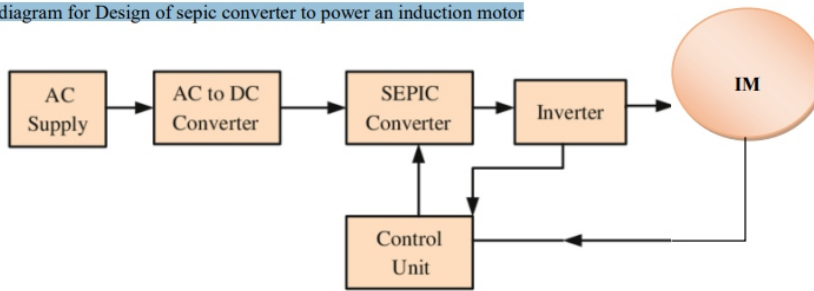 diagram for Design of sepic converter to power an induction motor
AC
Supply
AC to DC
Converter
SEPIC
Converter
Inverter
IM
Control
Unit